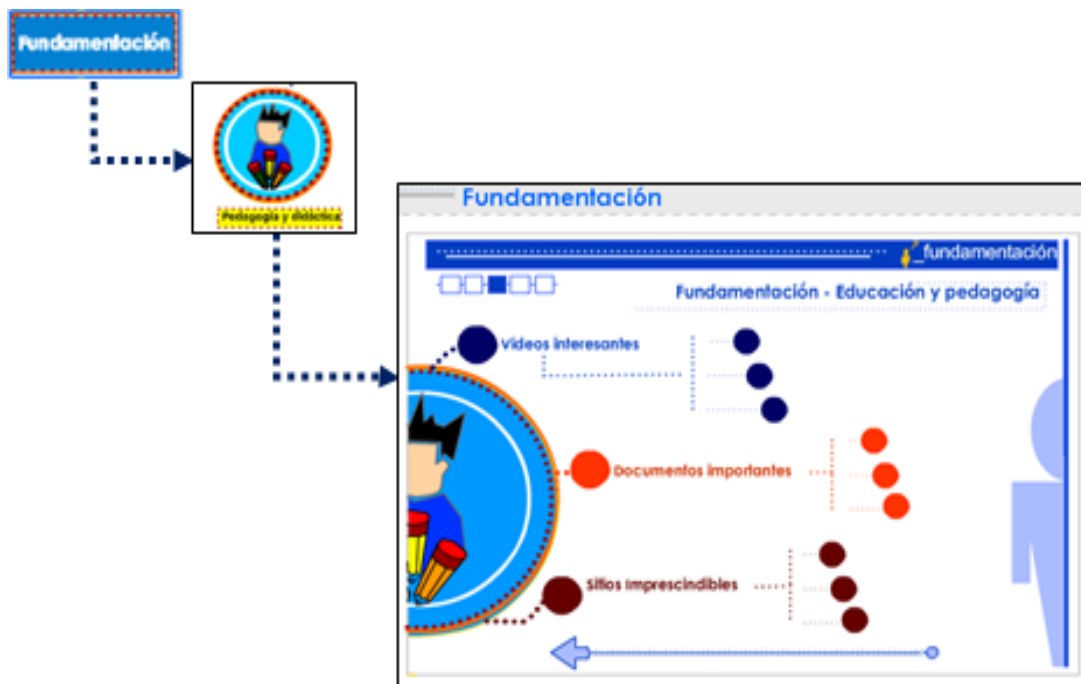 Fundamentación
Pedagogía y didáctica
Fundamentación
_fundamentación
Fundamentación - Educación y pedagogía
Videos interesantes
Documentos importantes
Sitios Imprescindibles